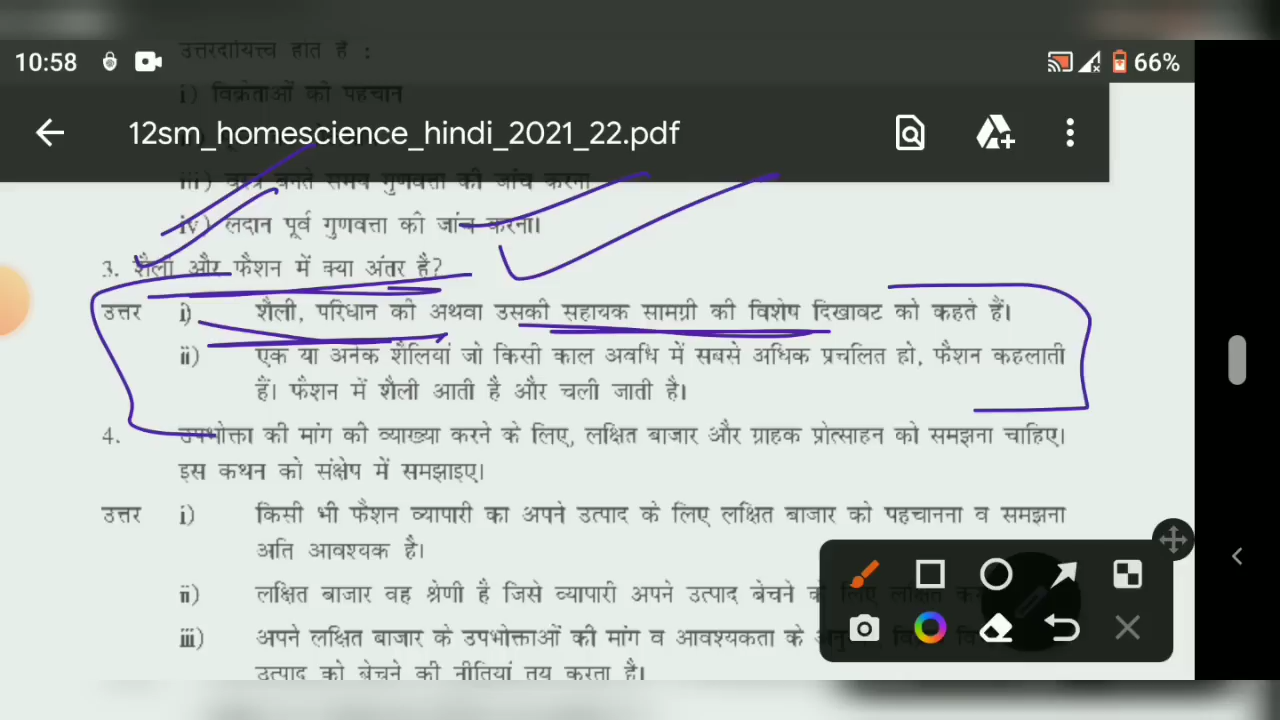 उत्तरदायित्त्व होते हैं :
10:58
66%
i) विक्रेताओं की पहचान
12sm_homescience_hindi_2021_22.pdf
iii) वस्त्र बनते समय गुणवत्ता की जांच करना
iv) लदान पूर्व गुणवत्ता की जांच करना।
3. शैली और फैशन में क्या अंतर है?
उत्तर i) शैली, परिधान की अथवा उसकी सहायक सामग्री की विशेष दिखावट को कहते हैं।
ii) एक या अनेक शैलियां जो किसी काल अवधि में सबसे अधिक प्रचलित हो, फैशन कहलाती
हैं। फैशन में शैली आती है और चली जाती है।
4. उपभोक्ता की मांग की व्याख्या करने के लिए, लक्षित बाजार और ग्राहक प्रोत्साहन को समझना चाहिए।
इस कथन को संक्षेप में समझाइए।
उत्तर i) किसी भी फैशन व्यापारी का अपने उत्पाद के लिए लक्षित बाजार को पहचानना व समझना
अति आवश्यक है।
ii) लक्षित बाजार वह श्रेणी है जिसे व्यापारी अपने उत्पाद बेचने के लिए लक्षित
iii) अपने लक्षित बाजार के उपभोक्ताओं की मांग व आवश्यकता के
उत्पाद को बेचने की नीतियां तय करता है।